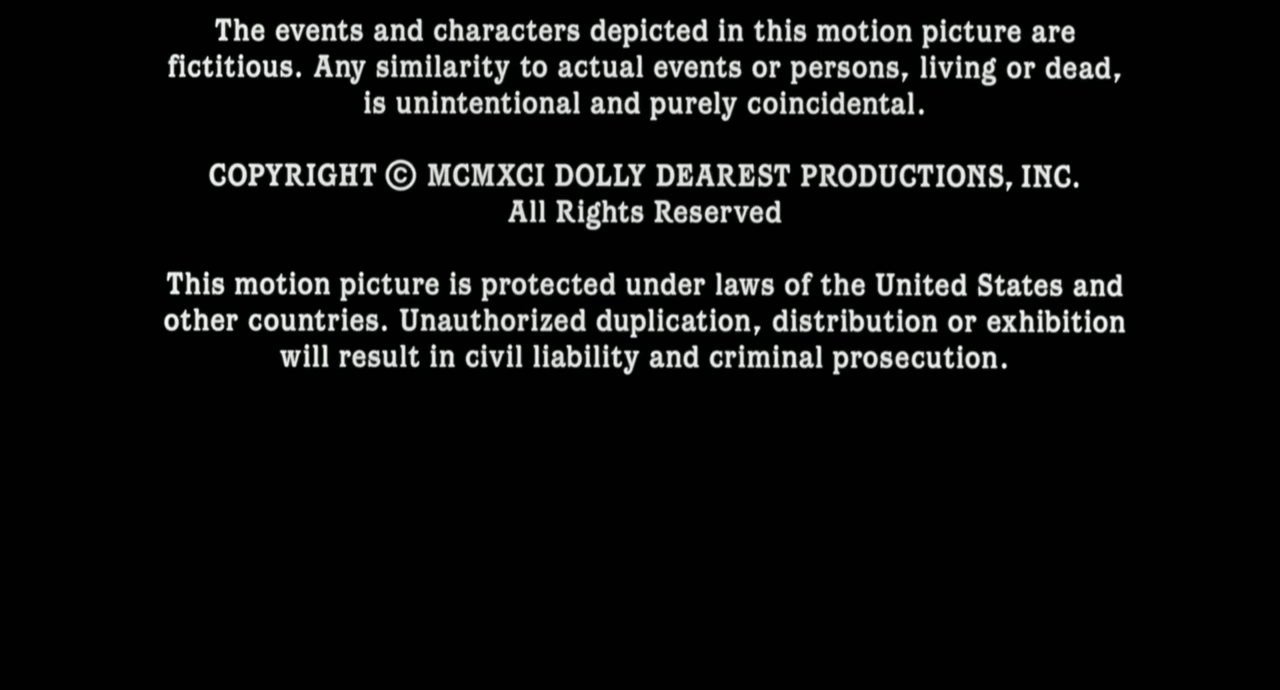 The events and characters depicted in this motion picture are
fictitious. Any similarity to actual events or persons, living or dead,
is unintentional and purely coincidental.
COPYRIGHT © MCMXCI DOLLY DEAREST PRODUCTIONS, INC.
All Rights Reserved
This motion picture is protected under laws of the United States and
other countries. Unauthorized duplication, distribution or exhibition
will result in civil liability and criminal prosecution.